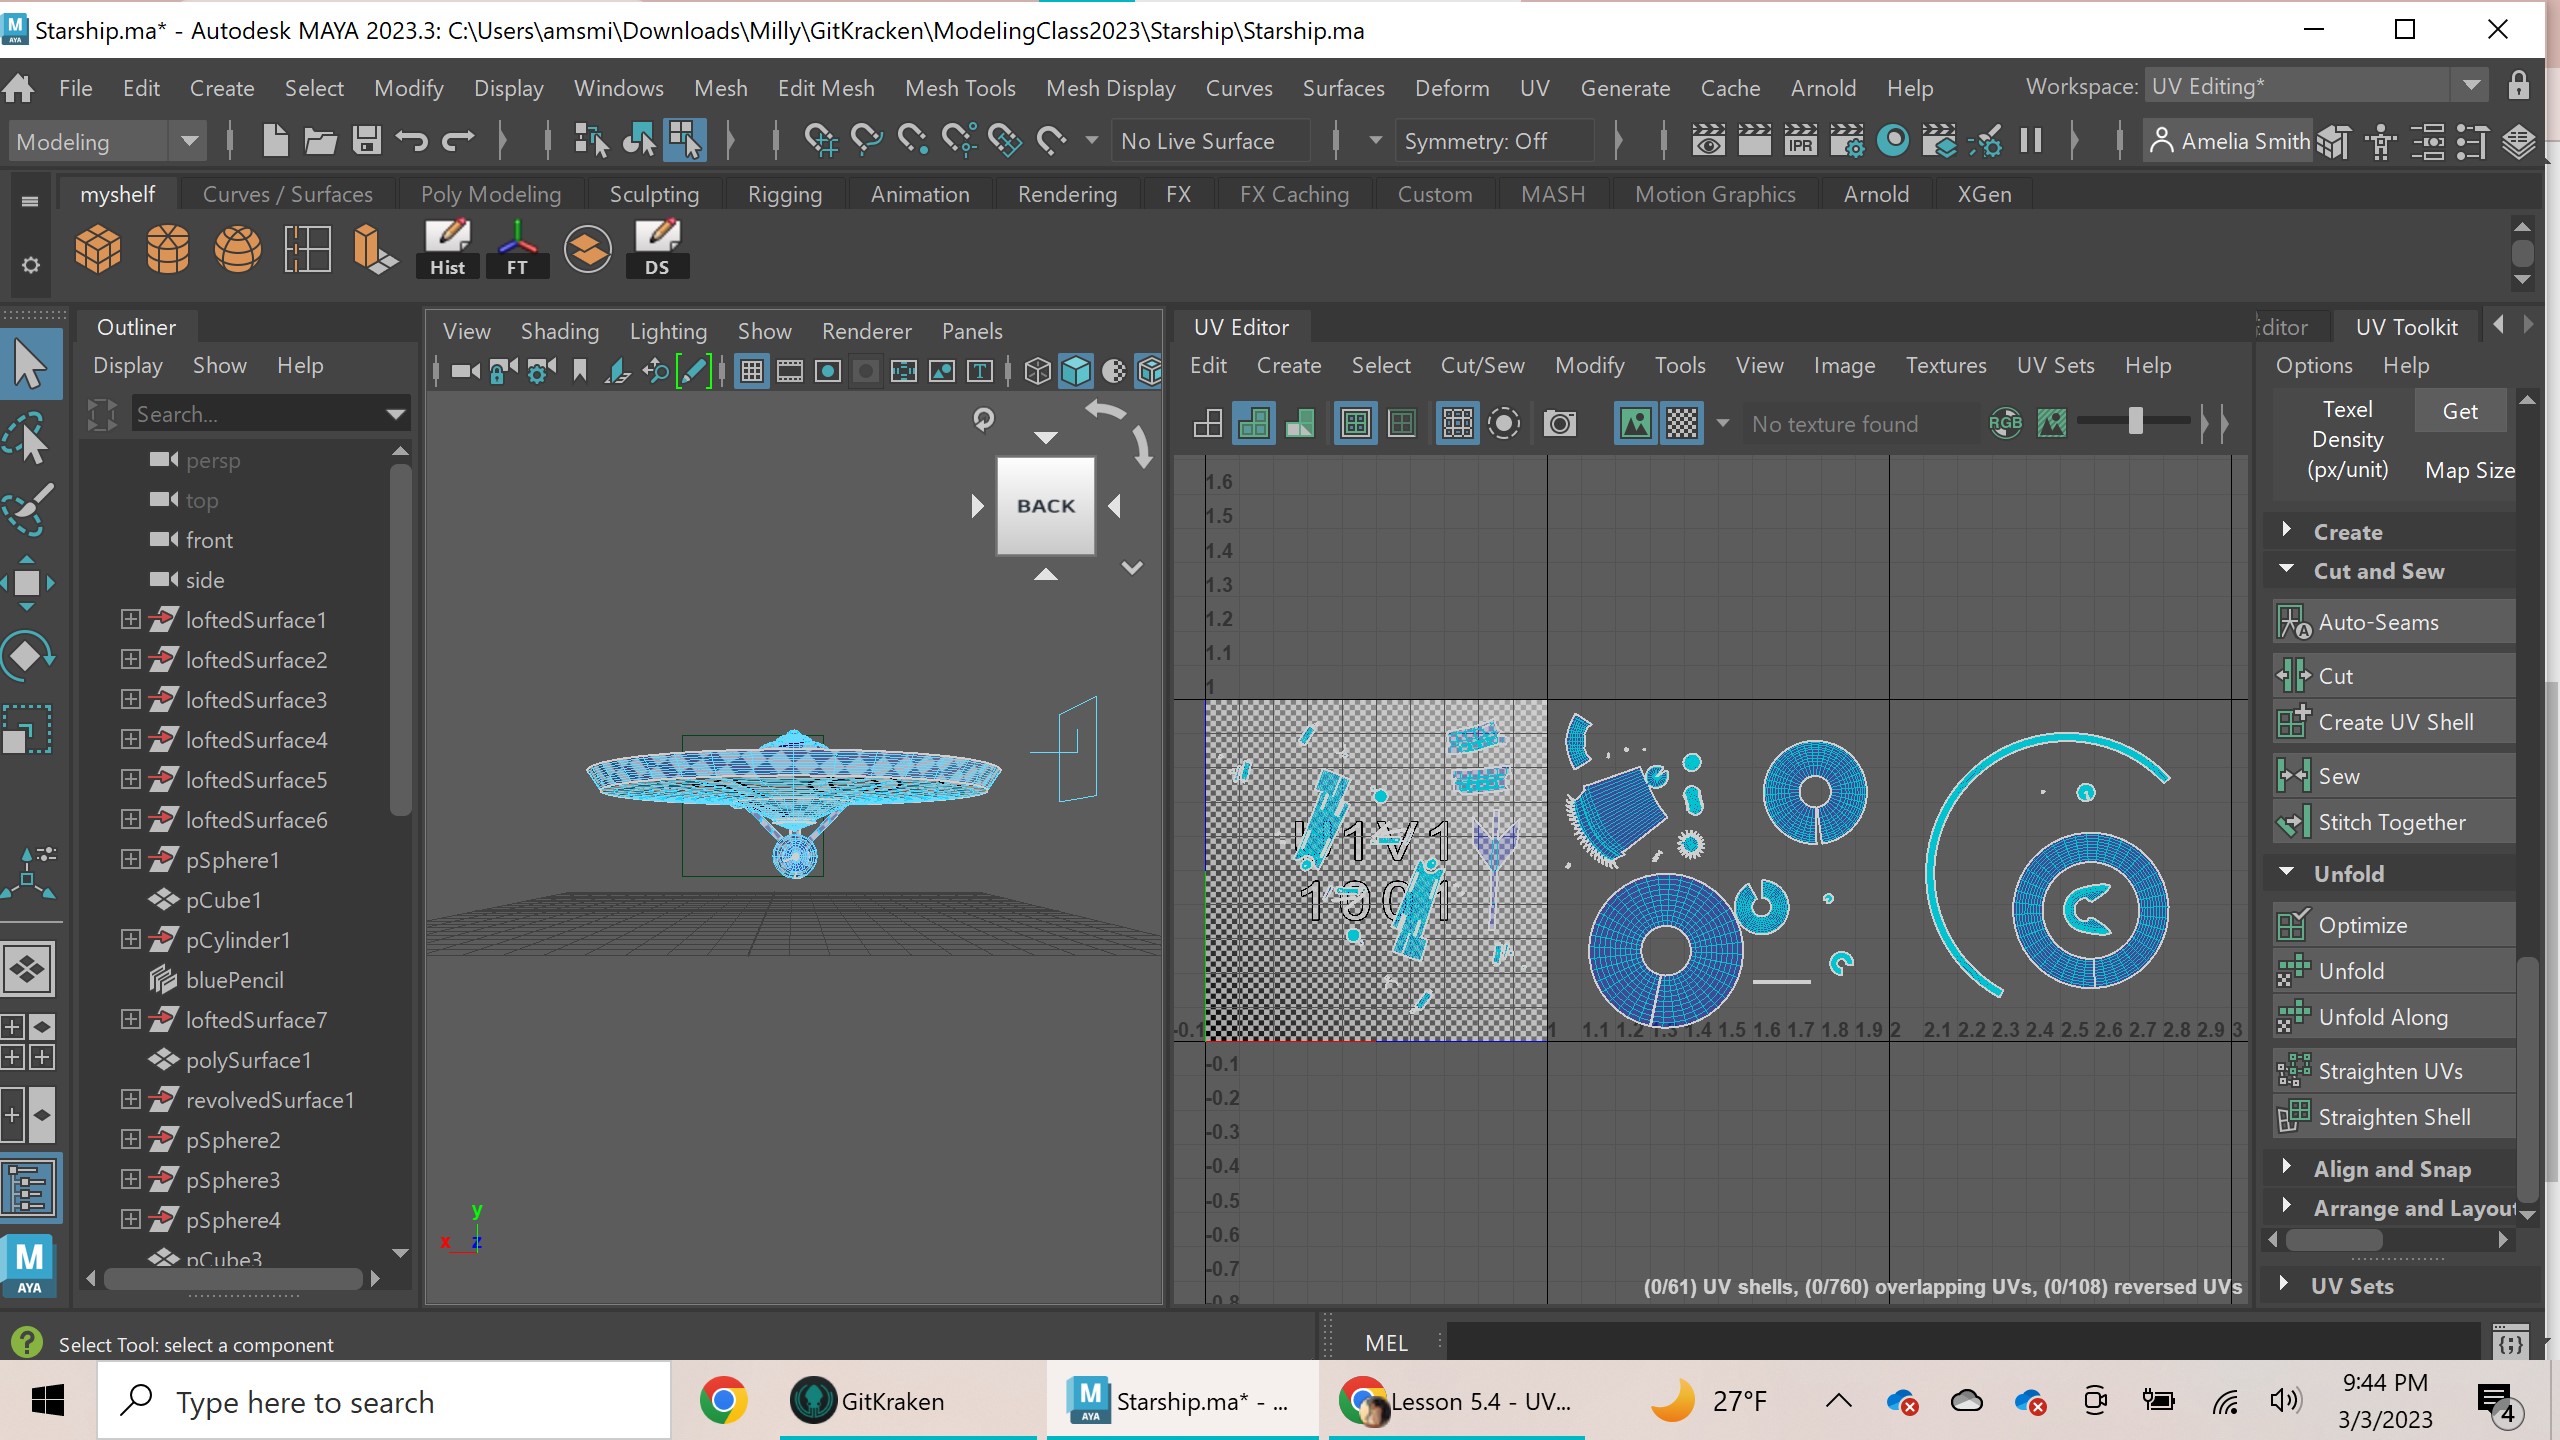 Starship.ma* - Autodesk MAYA 2023.3: C:\Users\amsmi\Downloads\Milly\GitKracken\ModelingClass2023\Starship\Starship.ma
File Edit Create Select Modify Display Windows Mesh Edit Mesh Mesh Tools Mesh Display Curves Surfaces Deform UV Generate Cache Arnold Help Workspace: UV Editing*
Modeling No Live Surface Symmetry: Off IPR Amelia Smith
myshelf Curves / Surfaces Poly Modeling Sculpting Rigging Animation Rendering FX FX Caching Custom MASH Motion Graphics Arnold XGen
Hist FT DS
Outliner
Display Show Help
Search...
persp
top
front
side
loftedSurface1
loftedSurface2
loftedSurface3
loftedSurface4
loftedSurface5
loftedSurface6
pSphere1
pCube1
pCylinder1
bluePencil
loftedSurface7
polySurface1
revolvedSurface1
pSphere2
pSphere3
pSphere4
pCube3
View Shading Lighting Show Renderer Panels
BACK
y
x z
UV Editor
Edit Create Select Cut/Sew Modify Tools View Image Textures UV Sets Help
No texture found RGB
1.6
1.5
1.4
1.3
1.2
1.1
1
U1V1
1001
-0.1 1 1.1 1.2 1.3 1.4 1.5 1.6 1.7 1.8 1.9 2 2.1 2.2 2.3 2.4 2.5 2.6 2.7 2.8 2.9 3
-0.1
-0.2
-0.3
-0.4
-0.5
-0.6
-0.7
-0.8
(0/61) UV shells, (0/760) overlapping UVs, (0/108) reversed UVs
ditor UV Toolkit
Options Help
Texel
Density
(px/unit)
Get
Map Size
Create
Cut and Sew
Auto-Seams
Cut
Create UV Shell
Sew
Stitch Together
Unfold
Optimize
Unfold
Unfold Along
Straighten UVs
Straighten Shell
Align and Snap
Arrange and Layou
UV Sets
M
AYA
Select Tool: select a component
MEL
Type here to search
GitKraken
Starship.ma* - ...
Lesson 5.4 - UV...
27°F
9:44 PM
3/3/2023
4